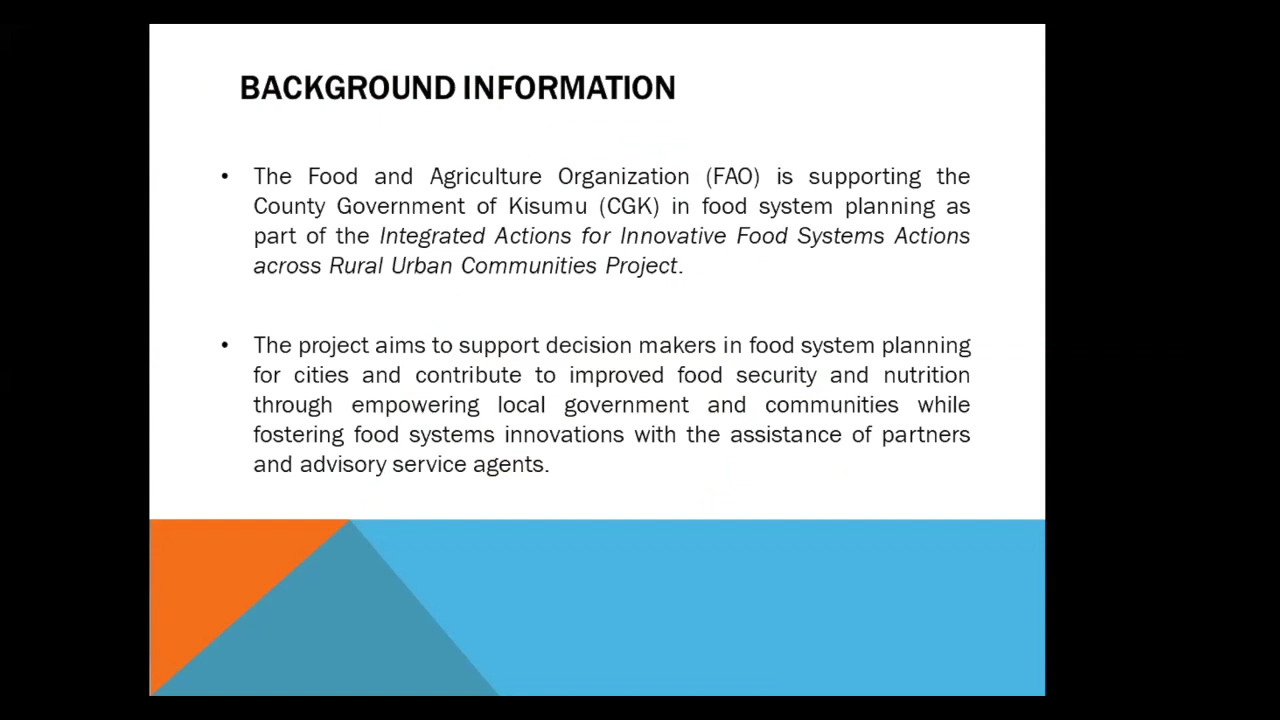 BACKGROUND INFORMATION
• The Food and Agriculture Organization (FAO) is supporting the
County Government of Kisumu (CGK) in food system planning as
part of the Integrated Actions for Innovative Food Systems Actions
across Rural Urban Communities Project.
• The project aims to support decision makers in food system planning
for cities and contribute to improved food security and nutrition
through empowering local government and communities while
fostering food systems innovations with the assistance of partners
and advisory service agents.